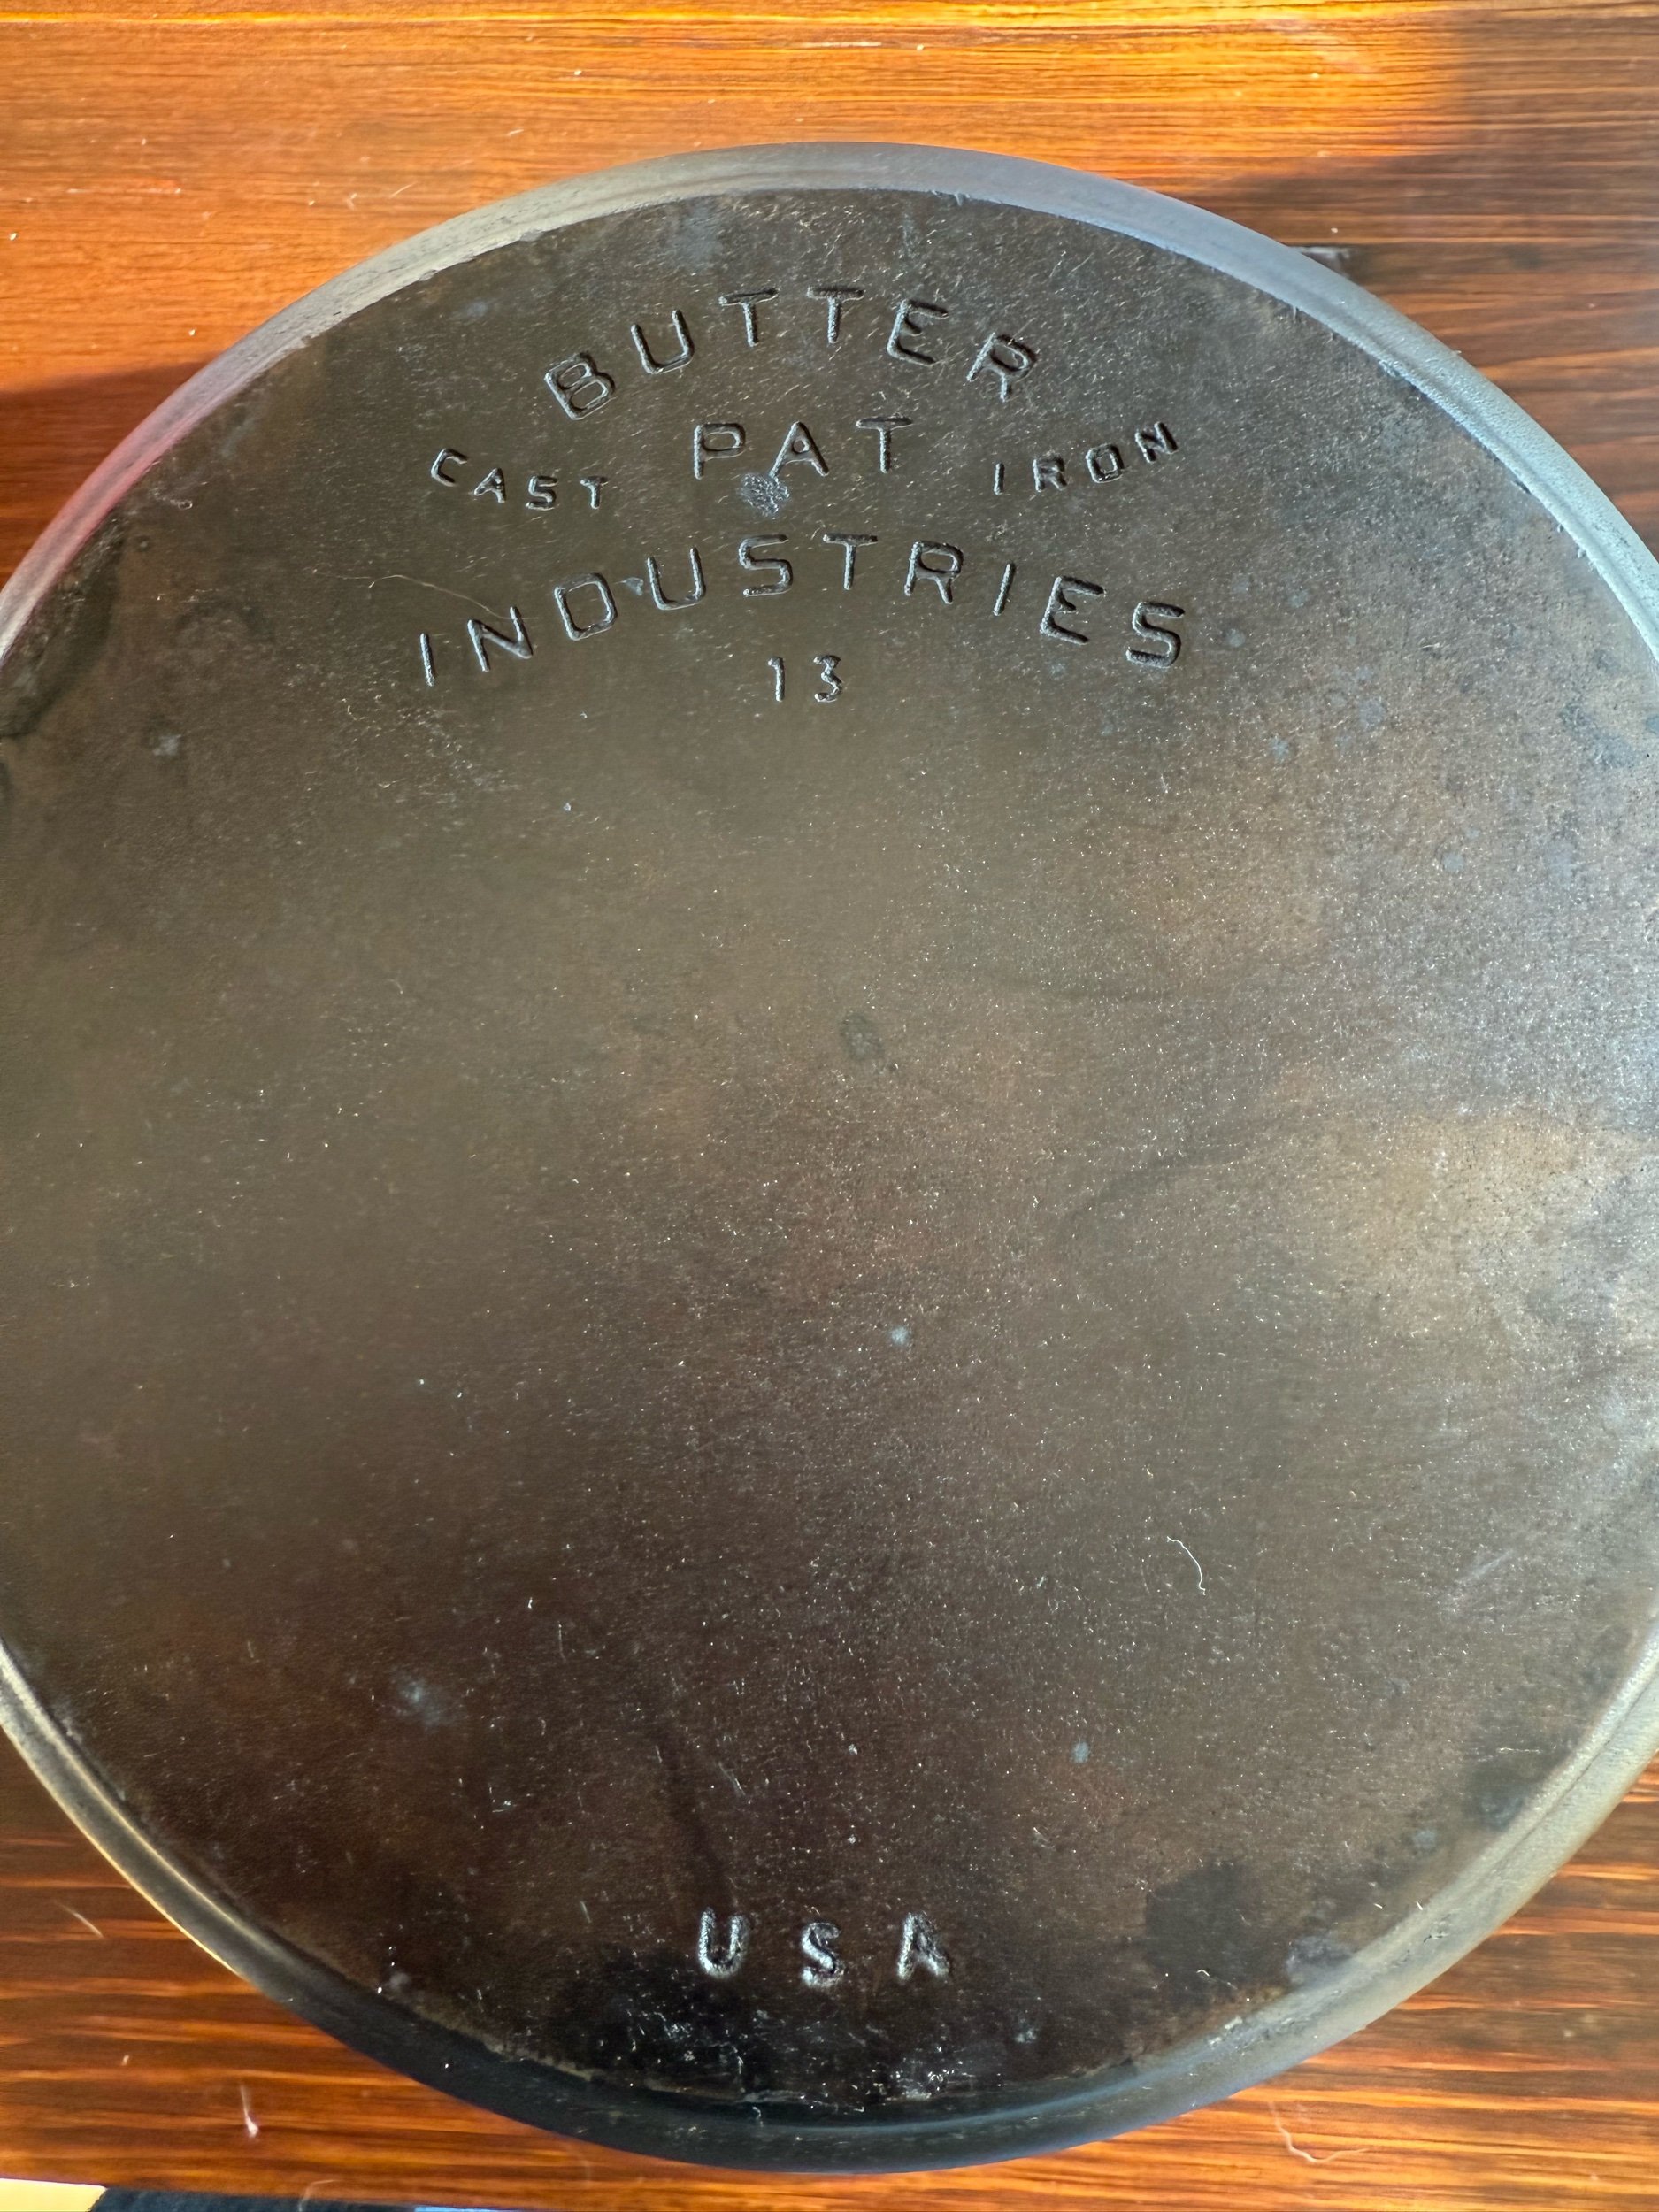 BUTTER
CAST PAT IRON
INDUSTRIES
13
USA